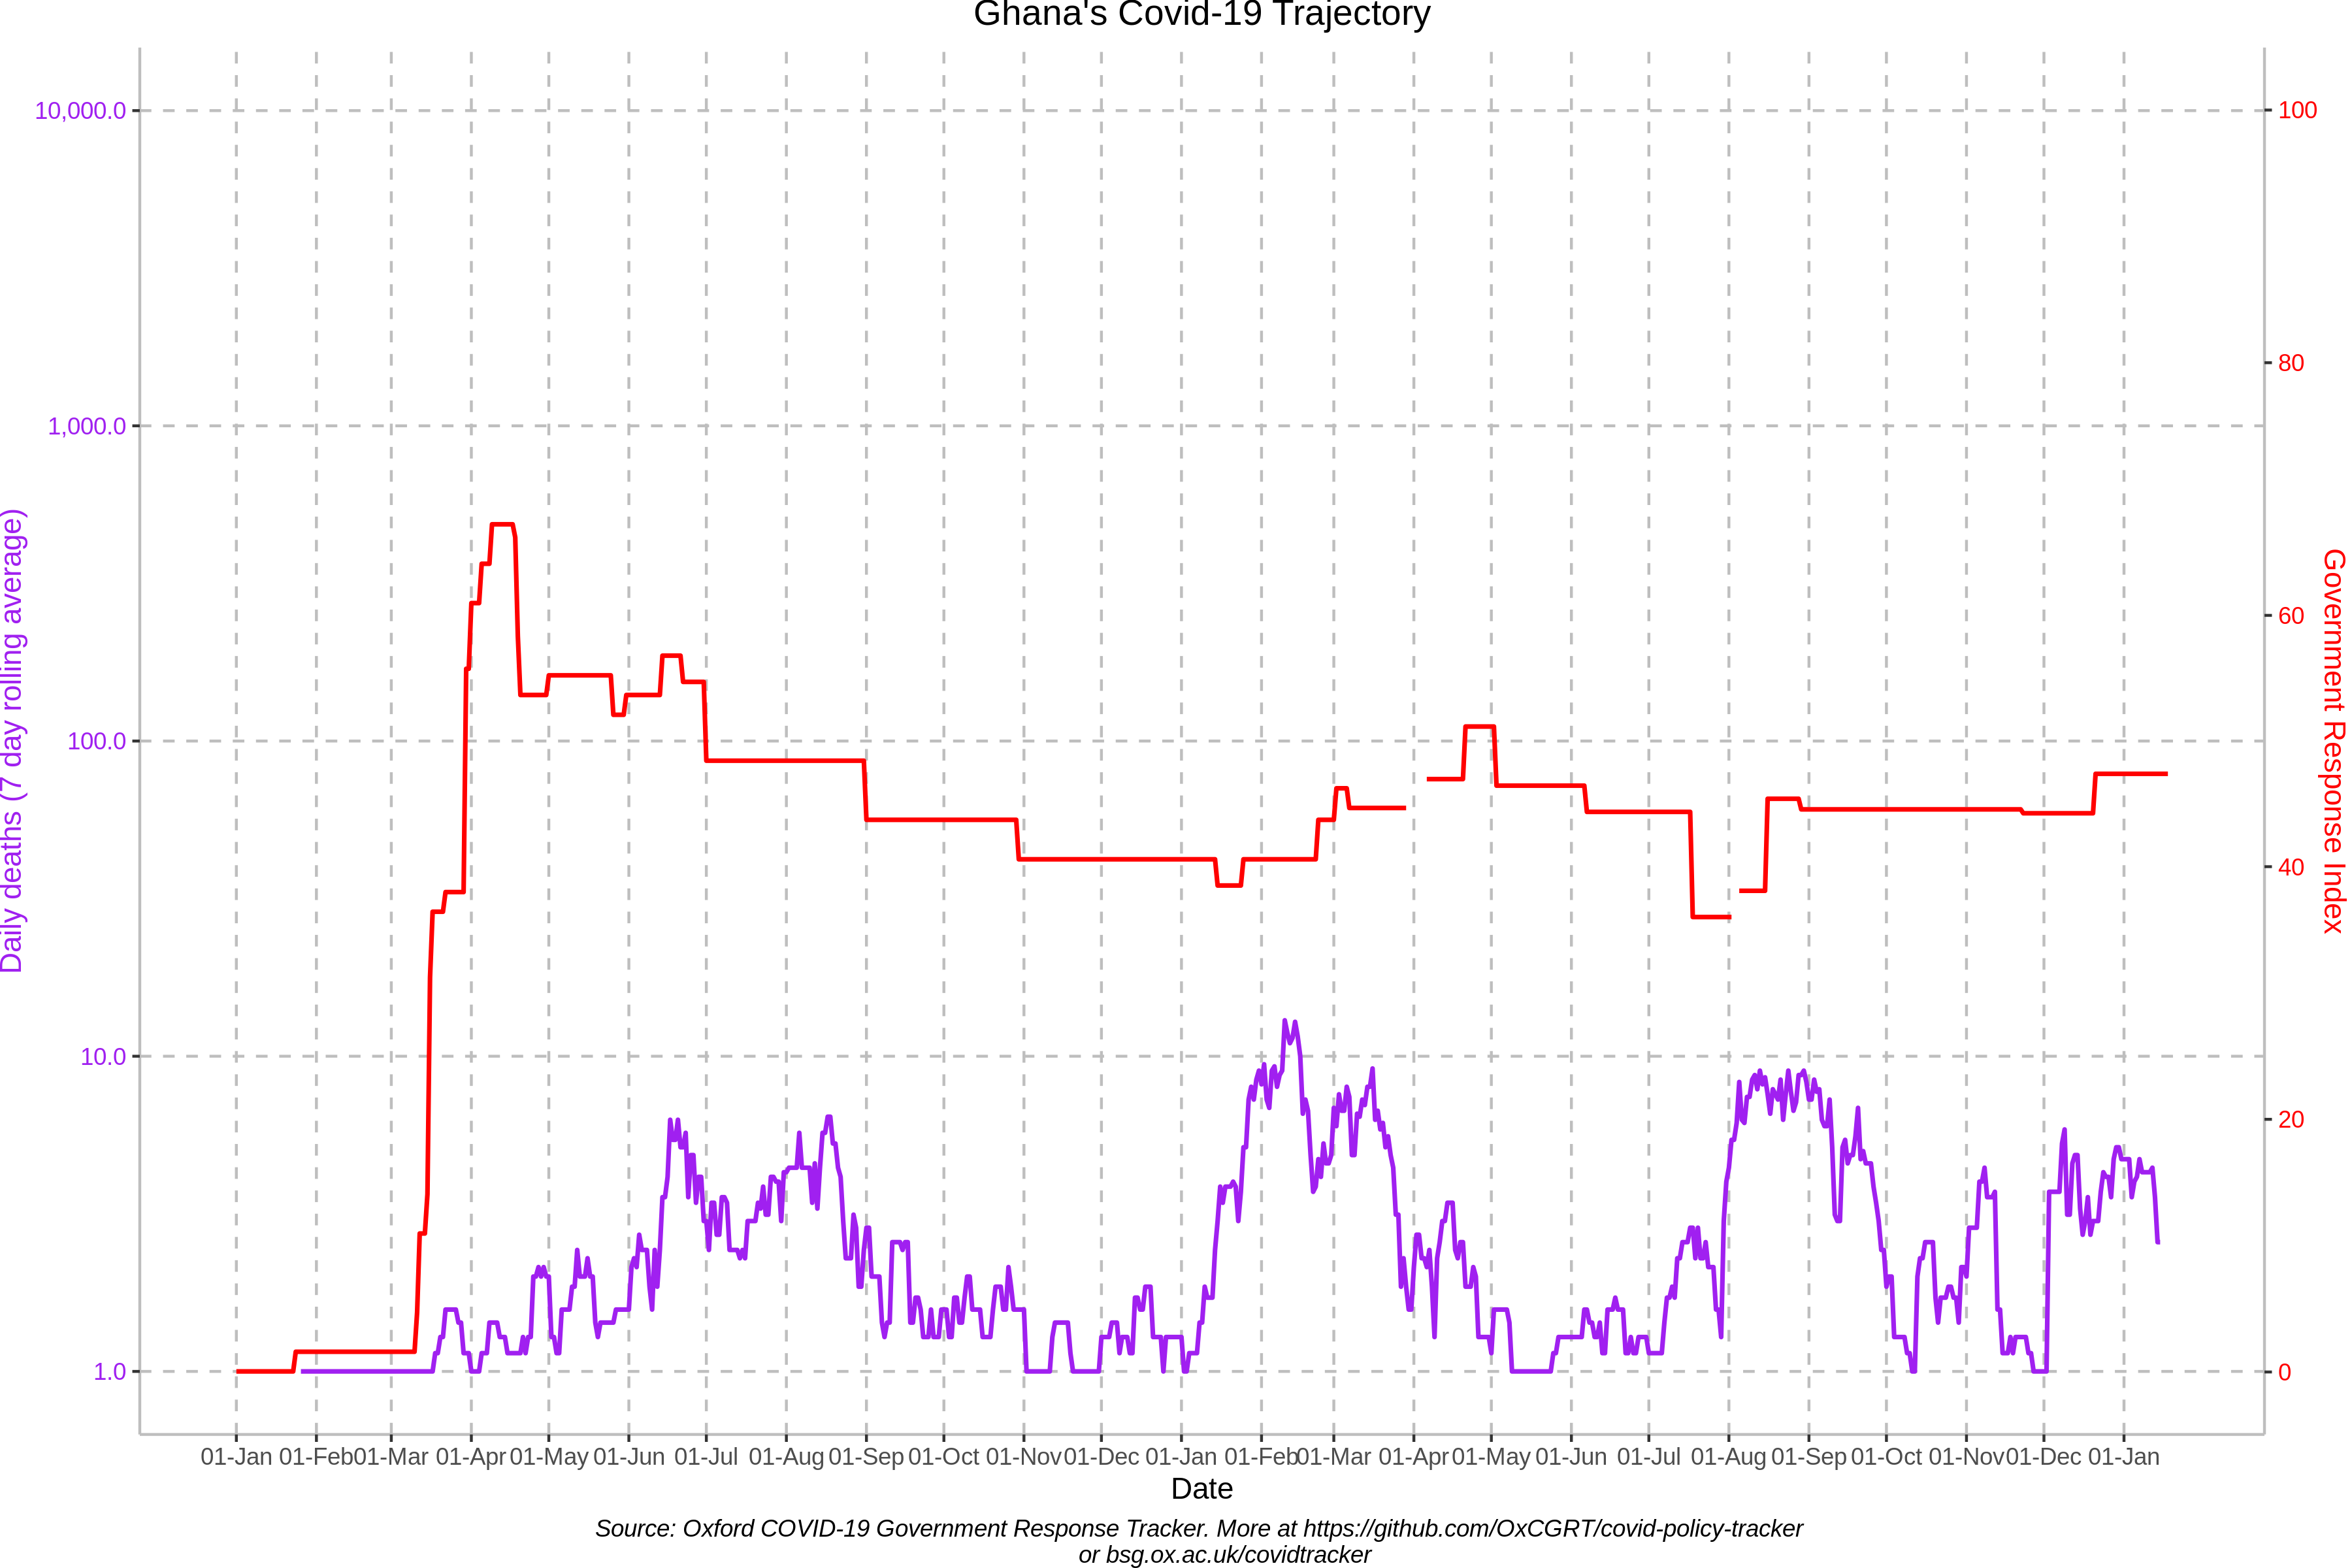 Ghana's Covid-19 Trajectory
10,000.0
1,000.0
100.0
10.0
1.0
Daily deaths (7 day rolling average)
100
80
60
40
20
0
Government Response Index
01-Jan 01-Feb 01-Mar 01-Apr 01-May 01-Jun 01-Jul 01-Aug 01-Sep 01-Oct 01-Nov 01-Dec 01-Jan 01-Feb 01-Mar 01-Apr 01-May 01-Jun 01-Jul 01-Aug 01-Sep 01-Oct 01-Nov 01-Dec 01-Jan
Date
Source: Oxford COVID-19 Government Response Tracker. More at https://github.com/OxCGRT/covid-policy-tracker
or bsg.ox.ac.uk/covidtracker